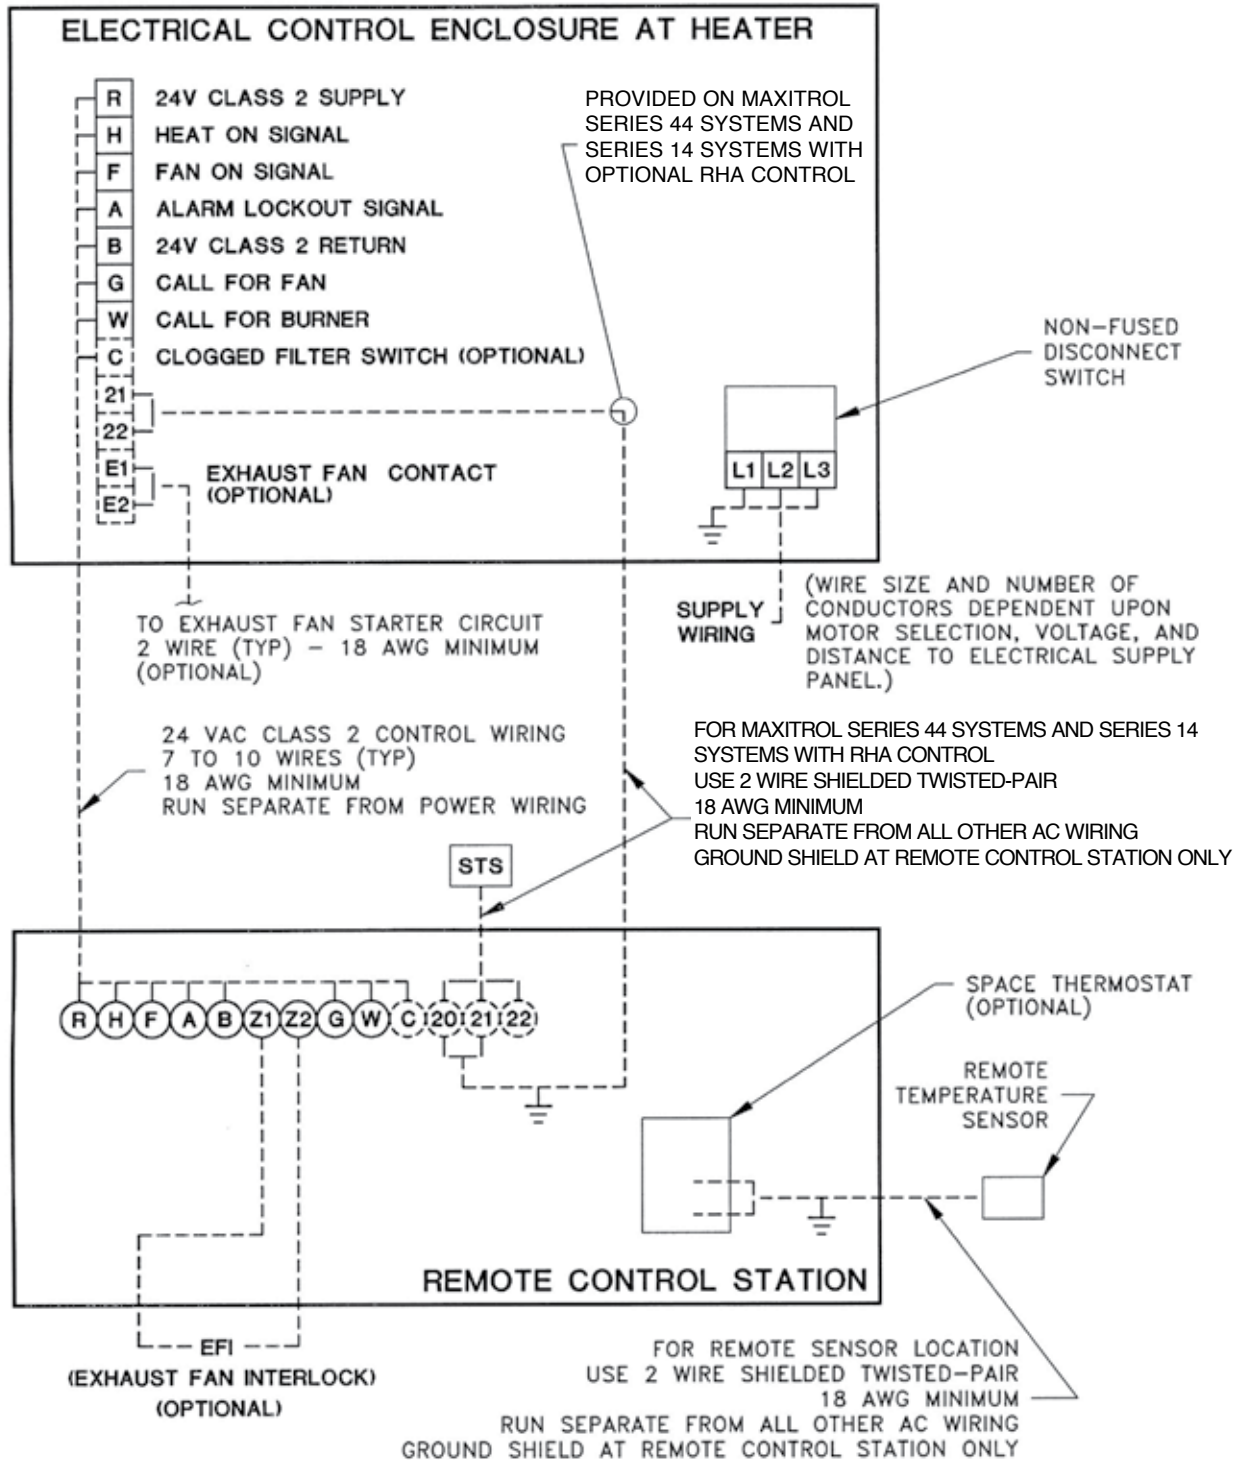 ELECTRICAL CONTROL ENCLOSURE AT HEATER
R 24V CLASS 2 SUPPLY
H HEAT ON SIGNAL
F FAN ON SIGNAL
A ALARM LOCKOUT SIGNAL
B 24V CLASS 2 RETURN
G CALL FOR FAN
W CALL FOR BURNER
C CLOGGED FILTER SWITCH (OPTIONAL)
21
22
E1
E2
EXHAUST FAN CONTACT
(OPTIONAL)
PROVIDED ON MAXITROL
SERIES 44 SYSTEMS AND
SERIES 14 SYSTEMS WITH
OPTIONAL RHA CONTROL
NON-FUSED
DISCONNECT
SWITCH
L1 L2 L3
SUPPLY
WIRING
(WIRE SIZE AND NUMBER OF
CONDUCTORS DEPENDENT UPON
MOTOR SELECTION, VOLTAGE, AND
DISTANCE TO ELECTRICAL SUPPLY
PANEL.)
TO EXHAUST FAN STARTER CIRCUIT
2 WIRE (TYP) - 18 AWG MINIMUM
(OPTIONAL)
24 VAC CLASS 2 CONTROL WIRING
7 TO 10 WIRES (TYP)
18 AWG MINIMUM
RUN SEPARATE FROM POWER WIRING
FOR MAXITROL SERIES 44 SYSTEMS AND SERIES 14
SYSTEMS WITH RHA CONTROL
USE 2 WIRE SHIELDED TWISTED-PAIR
18 AWG MINIMUM
RUN SEPARATE FROM ALL OTHER AC WIRING
GROUND SHIELD AT REMOTE CONTROL STATION ONLY
STS
R H F A B Z1 Z2 G W C 20 21 22
SPACE THERMOSTAT
(OPTIONAL)
REMOTE
TEMPERATURE
SENSOR
REMOTE CONTROL STATION
EFI
(EXHAUST FAN INTERLOCK)
(OPTIONAL)
FOR REMOTE SENSOR LOCATION
USE 2 WIRE SHIELDED TWISTED-PAIR
18 AWG MINIMUM
RUN SEPARATE FROM ALL OTHER AC WIRING
GROUND SHIELD AT REMOTE CONTROL STATION ONLY